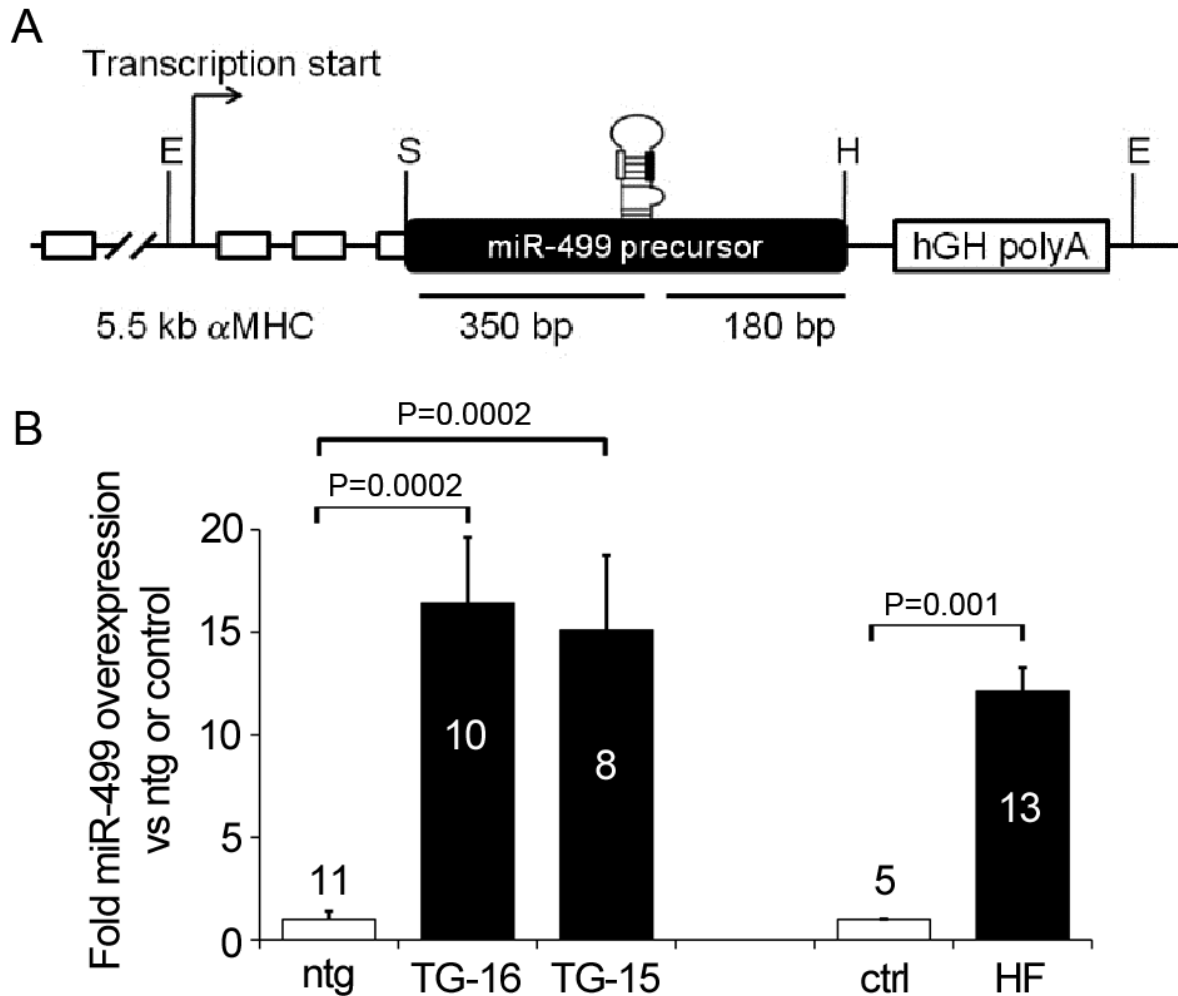 A
Transcription start
E
S
H
E
miR-499 precursor
hGH polyA
5.5 kb αMHC
350 bp
180 bp
B
P=0.0002
P=0.0002
P=0.001
Fold miR-499 overexpression
vs ntg or control
20
15
10
5
0
11
10
8
5
13
ntg
TG-16
TG-15
ctrl
HF